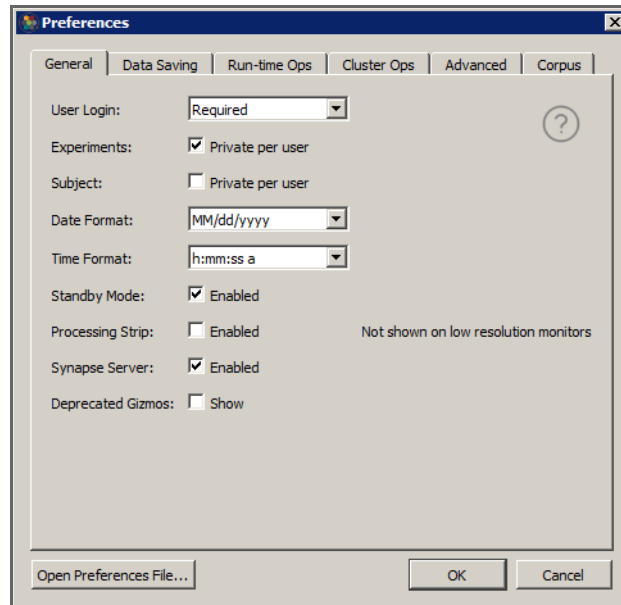 Preferences
General Data Saving Run-time Ops Cluster Ops Advanced Corpus
User Login: Required
?
Experiments: Private per user
Subject: Private per user
Date Format: MM/dd/yyyy
Time Format: h:mm:ss a
Standby Mode: Enabled
Processing Strip: Enabled Not shown on low resolution monitors
Synapse Server: Enabled
Deprecated Gizmos: Show
Open Preferences File... OK Cancel